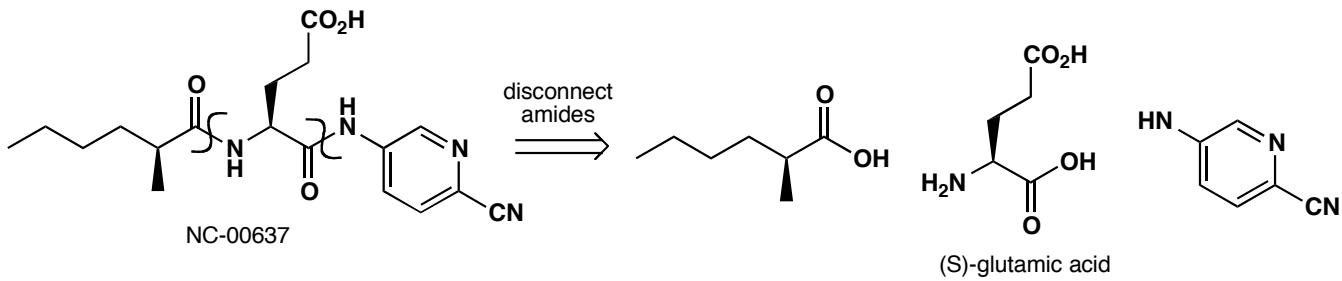 CO₂H
O
H
N
N
N
H
O
CN
NC-00637
disconnect
amides
O
OH
CO₂H
H₂N
OH
O
(S)-glutamic acid
HN
N
CN